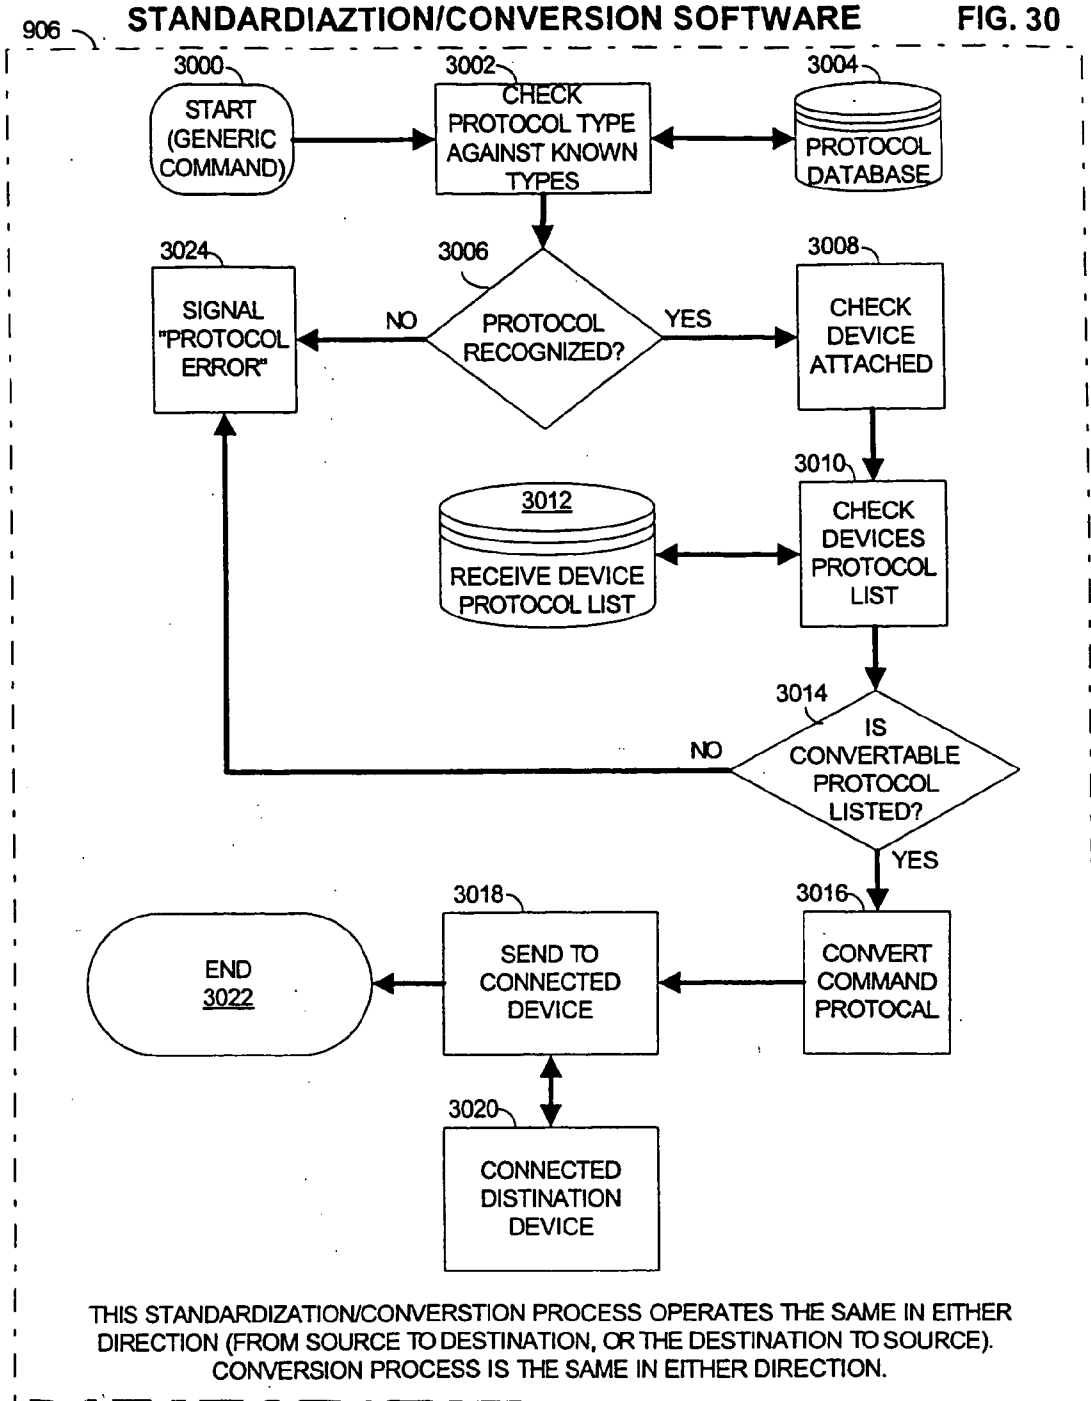 STANDARDIAZTION/CONVERSION SOFTWARE
FIG. 30
906
3000
START
(GENERIC
COMMAND)
3002
CHECK
PROTOCOL TYPE
AGAINST KNOWN
TYPES
3004
PROTOCOL
DATABASE
3024
SIGNAL
"PROTOCOL
ERROR"
NO
3006
PROTOCOL
RECOGNIZED?
YES
3008
CHECK
DEVICE
ATTACHED
3010
CHECK
DEVICES
PROTOCOL
LIST
3012
RECEIVE DEVICE
PROTOCOL LIST
3014
IS
CONVERTABLE
PROTOCOL
LISTED?
NO
YES
3016
CONVERT
COMMAND
PROTOCAL
3018
SEND TO
CONNECTED
DEVICE
END
3022
3020
CONNECTED
DISTINATION
DEVICE
THIS STANDARDIZATION/CONVERSTION PROCESS OPERATES THE SAME IN EITHER
DIRECTION (FROM SOURCE TO DESTINATION, OR THE DESTINATION TO SOURCE).
CONVERSION PROCESS IS THE SAME IN EITHER DIRECTION.